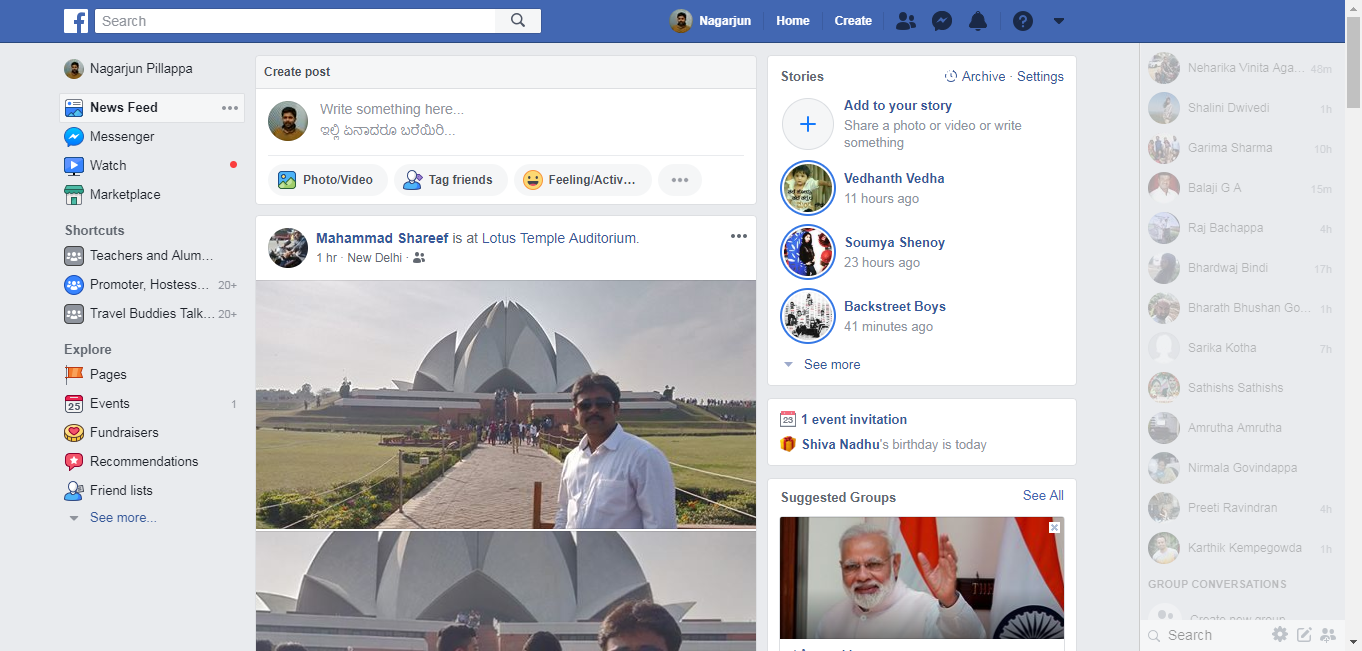 Search
Nagarjun
Home
Create
Nagarjun Pillappa
News Feed
Messenger
Watch
Marketplace
Shortcuts
Teachers and Alum...
Promoter, Hostess... 20+
Travel Buddies Talk... 20+
Explore
Pages
Events 1
Fundraisers
Recommendations
Friend lists
See more...
Create post
Write something here...
ಇಲ್ಲಿ ಏನಾದರೂ ಬರೆಯಿರಿ...
Photo/Video
Tag friends
Feeling/Activ...
Mahammad Shareef is at Lotus Temple Auditorium.
1 hr · New Delhi ·
Stories
Archive · Settings
Add to your story
Share a photo or video or write
something
Vedhanth Vedha
11 hours ago
Soumya Shenoy
23 hours ago
Backstreet Boys
41 minutes ago
See more
1 event invitation
Shiva Nadhu's birthday is today
Suggested Groups
See All
Neharika Vinita Aga... 48m
Shalini Dwivedi 1h
Garima Sharma 10h
Balaji G A 15m
Raj Bachappa 4h
Bhardwaj Bindi 17h
Bharath Bhushan Go... 1h
Sarika Kotha 7h
Sathishs Sathishs
Amrutha Amrutha
Nirmala Govindappa
Preeti Ravindran 4h
Karthik Kempegowda 1h
GROUP CONVERSATIONS
Create new group
Search